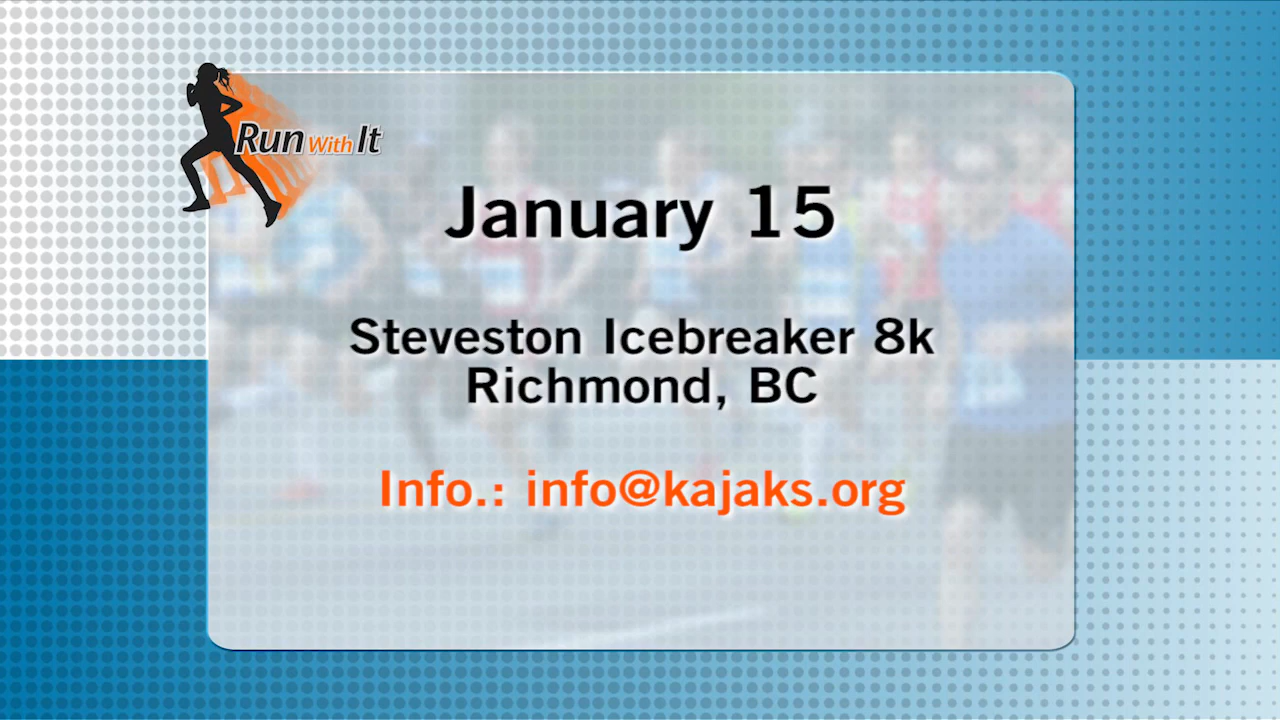 Run With It
January 15
Steveston Icebreaker 8k
Richmond, BC
Info.: info@kajaks.org